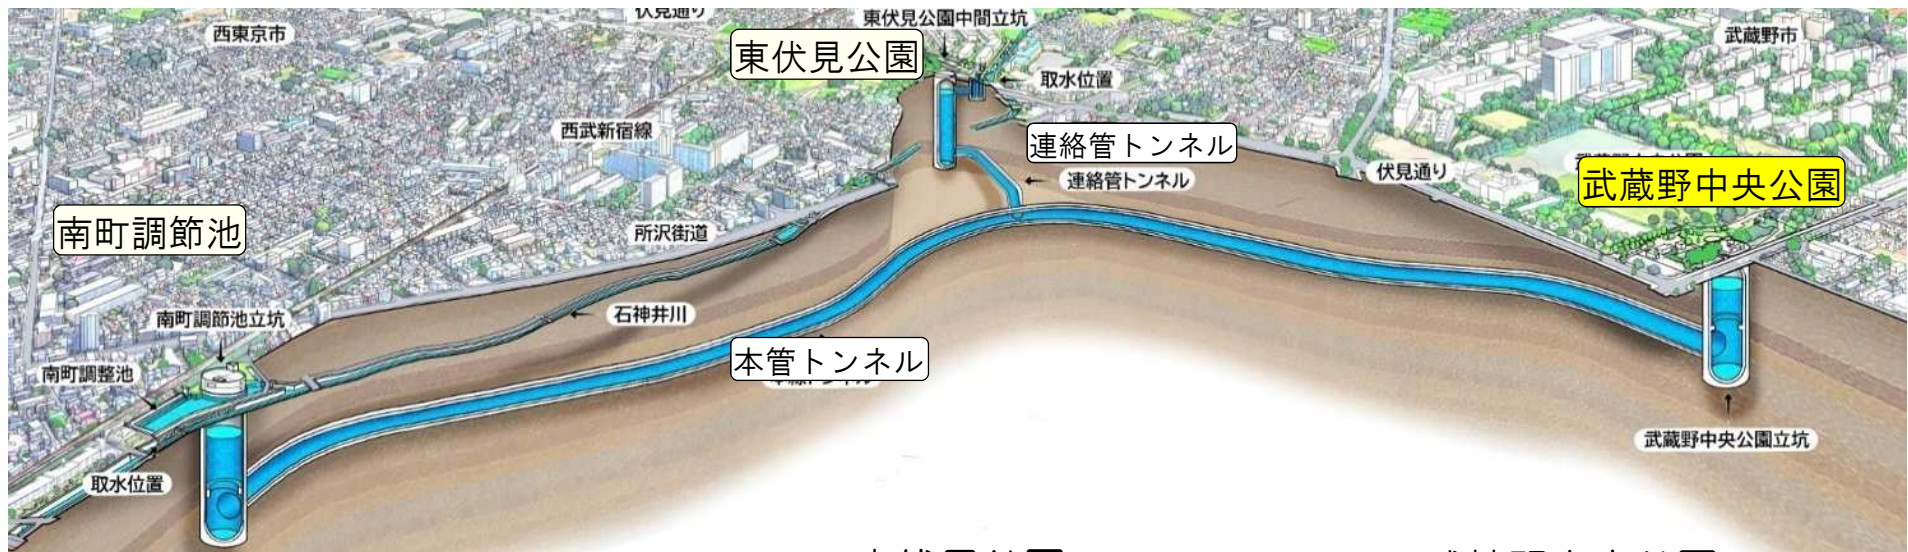 伏見通り
東伏見公園中間立坑
西東京市
武蔵野市
東伏見公園
取水位置
西武新宿線
連絡管トンネル
連絡管トンネル
伏見通り
武蔵野中央公園
南町調節池
所沢街道
石神井川
南町調節池立坑
本管トンネル
南町調整池
武蔵野中央公園立坑
取水位置